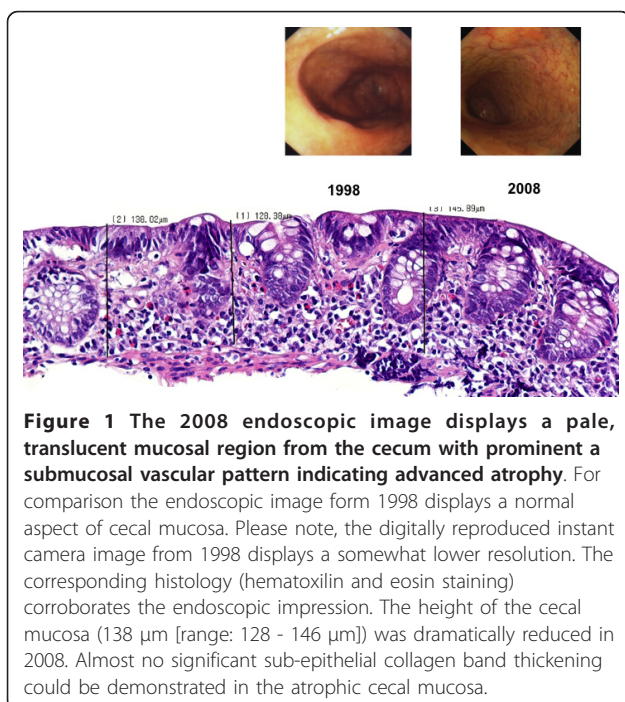 1998
2008
(2) 138.02µm
(1) 128.38µm
(3) 145.89µm
Figure 1 The 2008 endoscopic image displays a pale,
translucent mucosal region from the cecum with prominent a
submucosal vascular pattern indicating advanced atrophy. For
comparison the endoscopic image form 1998 displays a normal
aspect of cecal mucosa. Please note, the digitally reproduced instant
camera image from 1998 displays a somewhat lower resolution. The
corresponding histology (hematoxilin and eosin staining)
corroborates the endoscopic impression. The height of the cecal
mucosa (138 µm [range: 128 - 146 µm]) was dramatically reduced in
2008. Almost no significant sub-epithelial collagen band thickening
could be demonstrated in the atrophic cecal mucosa.